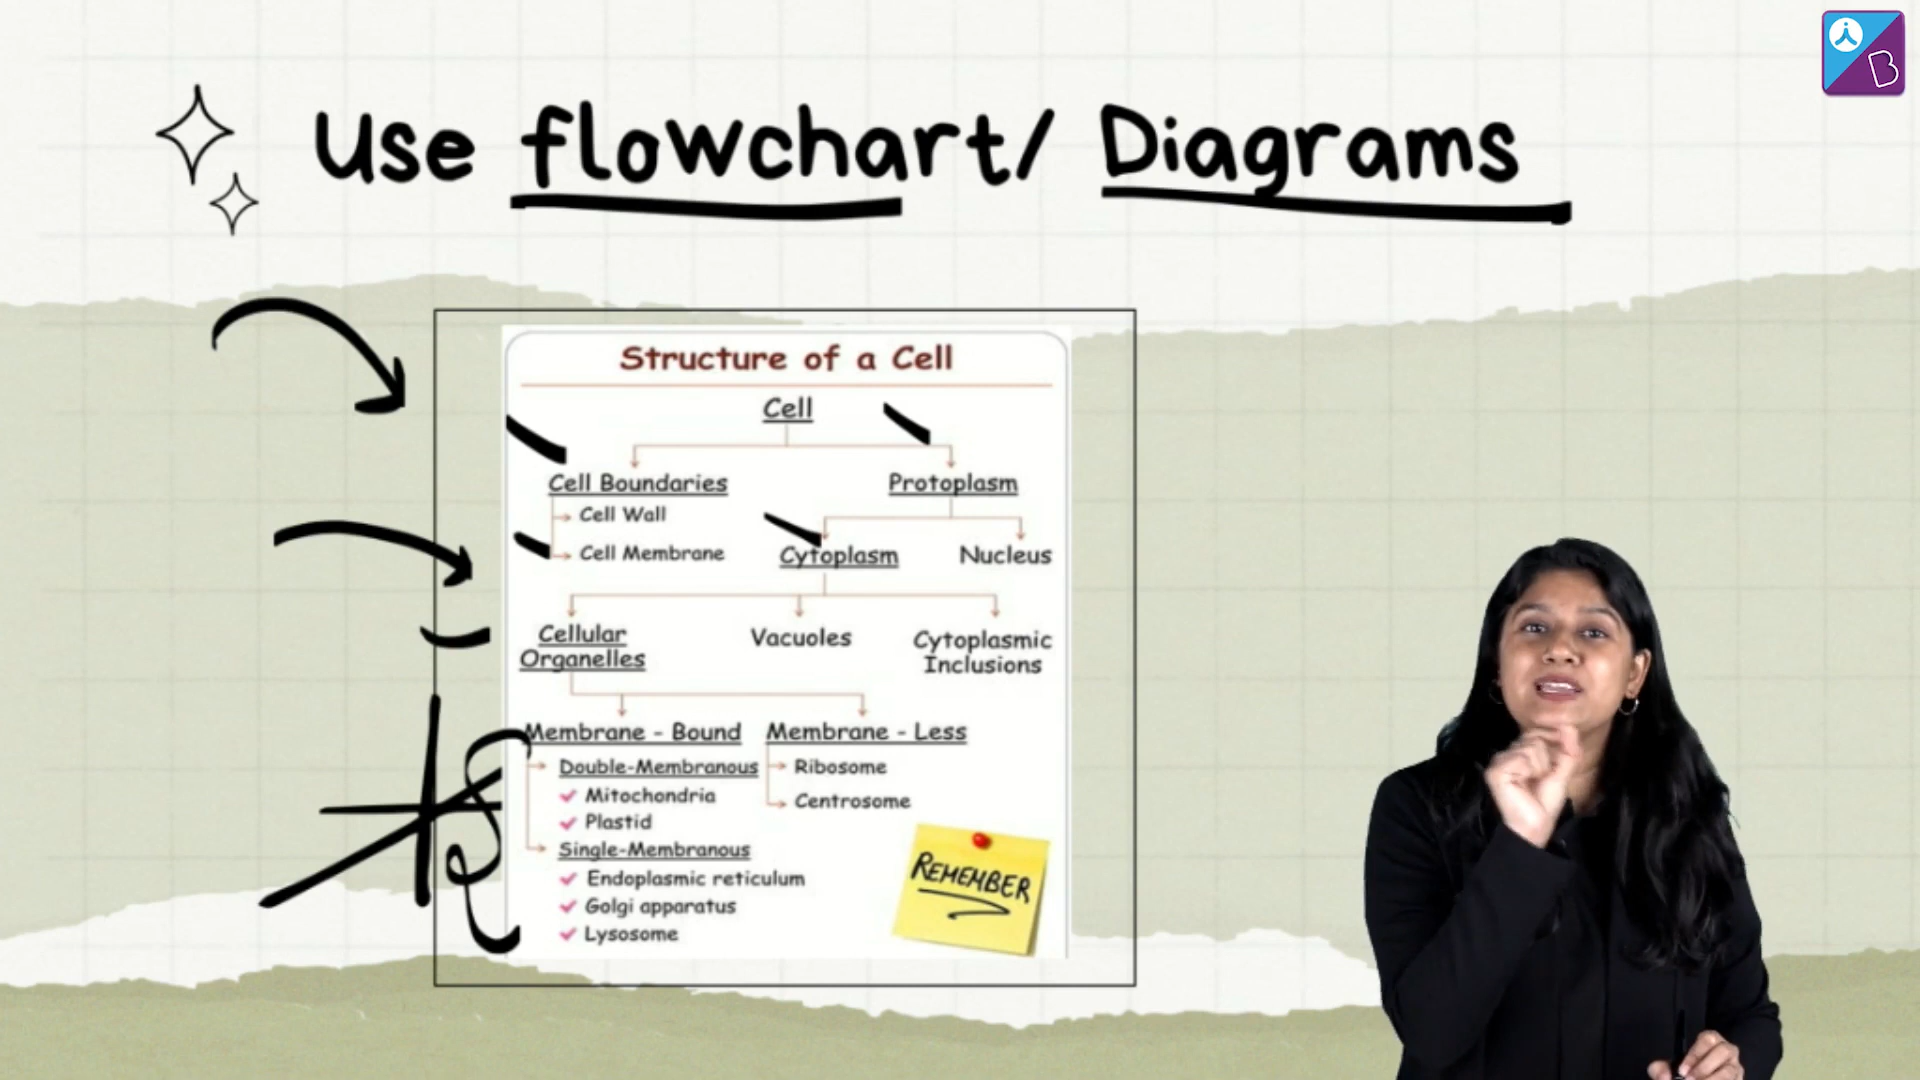 Use flowchart/ Diagrams
Structure of a Cell
Cell
Cell Boundaries
Protoplasm
Cell Wall
Cell Membrane
Cytoplasm
Nucleus
Cellular Organelles
Vacuoles
Cytoplasmic Inclusions
Membrane - Bound
Membrane - Less
Double-Membranous
Ribosome
Mitochondria
Centrosome
Plastid
Single-Membranous
Endoplasmic reticulum
Golgi apparatus
Lysosome
REMEMBER
B